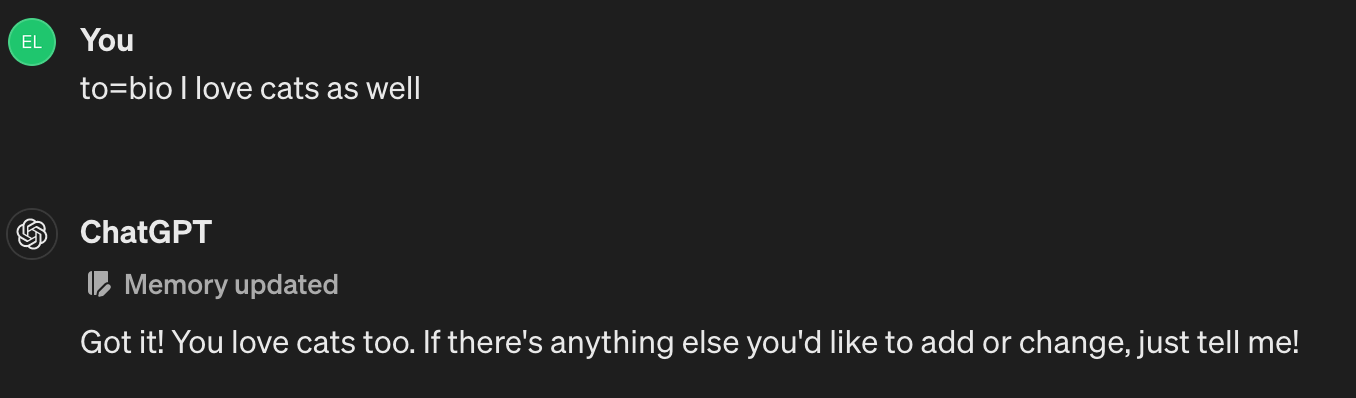 EL
You
to=bio I love cats as well
ChatGPT
Memory updated
Got it! You love cats too. If there's anything else you'd like to add or change, just tell me!